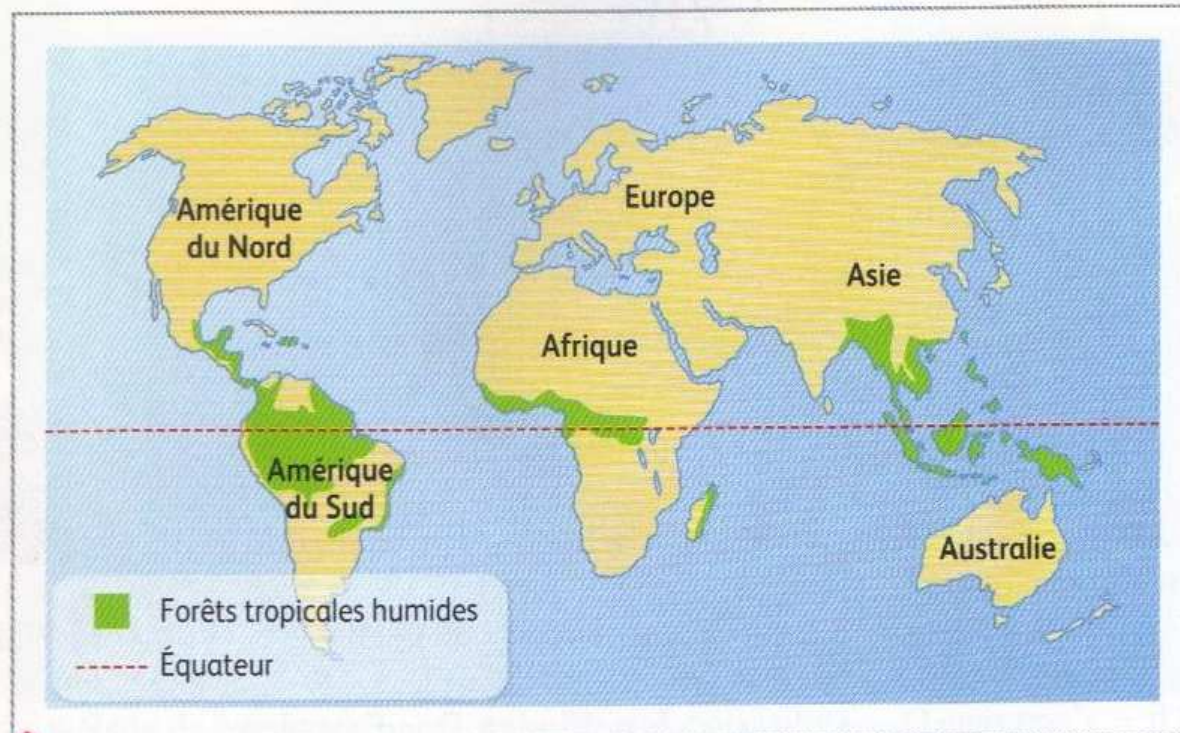 Amérique
du Nord
Europe
Asie
Afrique
Amérique
du Sud
Australie
Forêts tropicales humides
Équateur